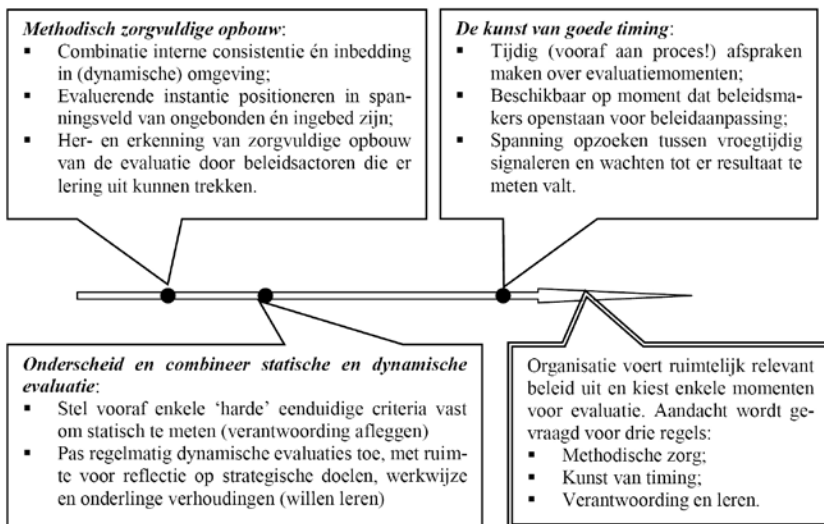 Methodisch zorgvuldige opbouw:
▪ Combinatie interne consistentie én inbedding
in (dynamische) omgeving;
▪ Evaluerende instantie positioneren in span-
ningsveld van ongebonden én ingebed zijn;
▪ Her- en erkenning van zorgvuldige opbouw
van de evaluatie door beleidsactoren die er
lering uit kunnen trekken.
De kunst van goede timing:
▪ Tijdig (vooraf aan proces!) afspraken
maken over evaluatiemomenten;
▪ Beschikbaar op moment dat beleidsma-
kers openstaan voor beleidaanpassing;
▪ Spanning opzoeken tussen vroegtijdig
signaleren en wachten tot er resultaat te
meten valt.
Onderscheid en combineer statische en dynamische
evaluatie:
▪ Stel vooraf enkele ‘harde’ eenduidige criteria vast
om statisch te meten (verantwoording afleggen)
▪ Pas regelmatig dynamische evaluaties toe, met ruim-
te voor reflectie op strategische doelen, werkwijze
en onderlinge verhoudingen (willen leren)
Organisatie voert ruimtelijk relevant
beleid uit en kiest enkele momenten
voor evaluatie. Aandacht wordt ge-
vraagd voor drie regels:
▪ Methodische zorg;
▪ Kunst van timing;
▪ Verantwoording en leren.